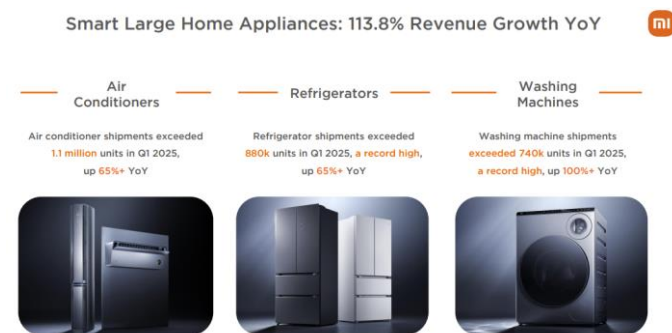 Smart Large Home Appliances: 113.8% Revenue Growth YoY
mi
Air
Conditioners
Air conditioner shipments exceeded
1.1 million units in Q1 2025,
up 65%+ YoY
Refrigerators
Refrigerator shipments exceeded
880k units in Q1 2025, a record high,
up 65%+ YoY
Washing
Machines
Washing machine shipments
exceeded 740k units in Q1 2025,
a record high, up 100%+ YoY